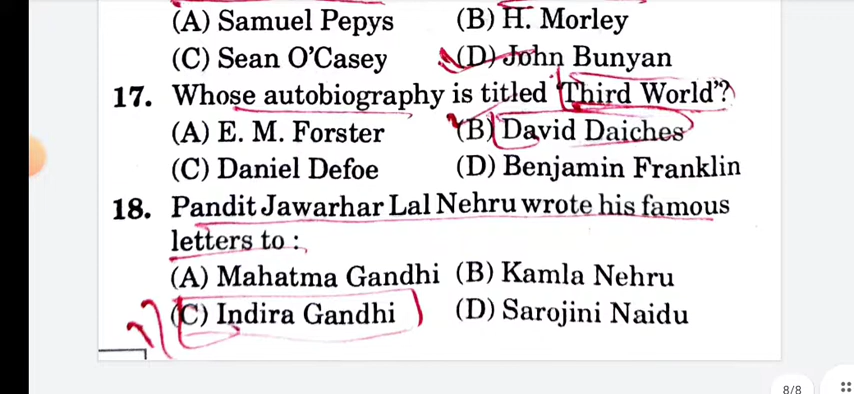 (A) Samuel Pepys (B) H. Morley
(C) Sean O'Casey (D) John Bunyan
17. Whose autobiography is titled 'Third World'?
(A) E. M. Forster (B) David Daiches
(C) Daniel Defoe (D) Benjamin Franklin
18. Pandit Jawarhar Lal Nehru wrote his famous
letters to :
(A) Mahatma Gandhi (B) Kamla Nehru
(C) Indira Gandhi (D) Sarojini Naidu
8/8